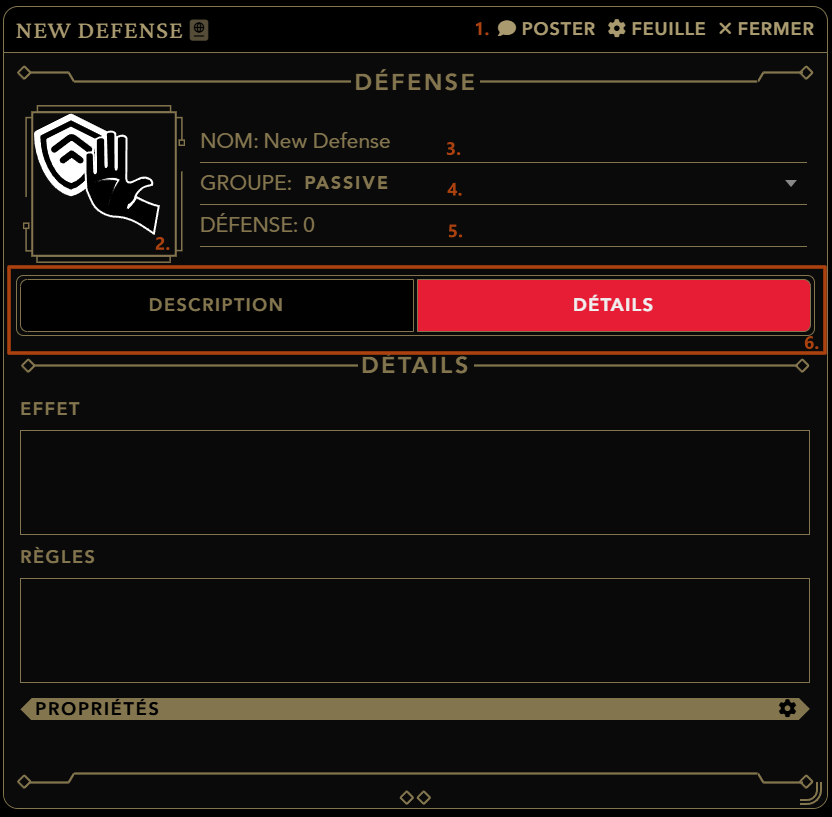 NEW DEFENSE 1. POSTER FEUILLE × FERMER
DÉFENSE
2.
NOM: New Defense 3.
GROUPE: PASSIVE 4.
DÉFENSE: 0 5.
DESCRIPTION DÉTAILS
6.
DÉTAILS
EFFET
RÈGLES
PROPRIÉTÉS